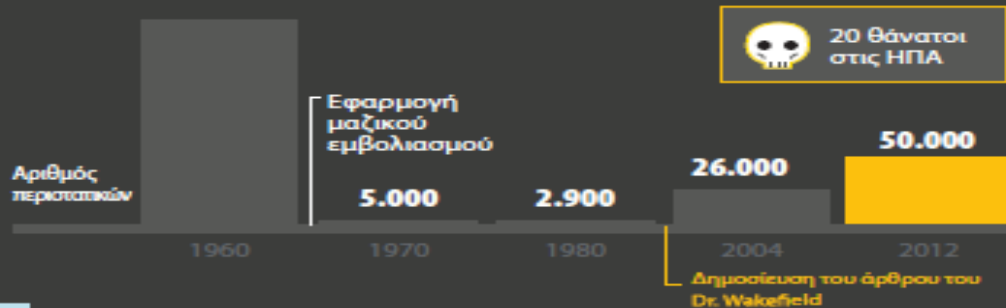 20 θάνατοι
στις ΗΠΑ
Εφαρμογή
μαζικού
εμβολιασμού
Αριθμός
περιστατικών
5.000
2.900
26.000
50.000
1960
1970
1980
2004
2012
Δημοσίευση του άρθρου του
Dr. Wakefield